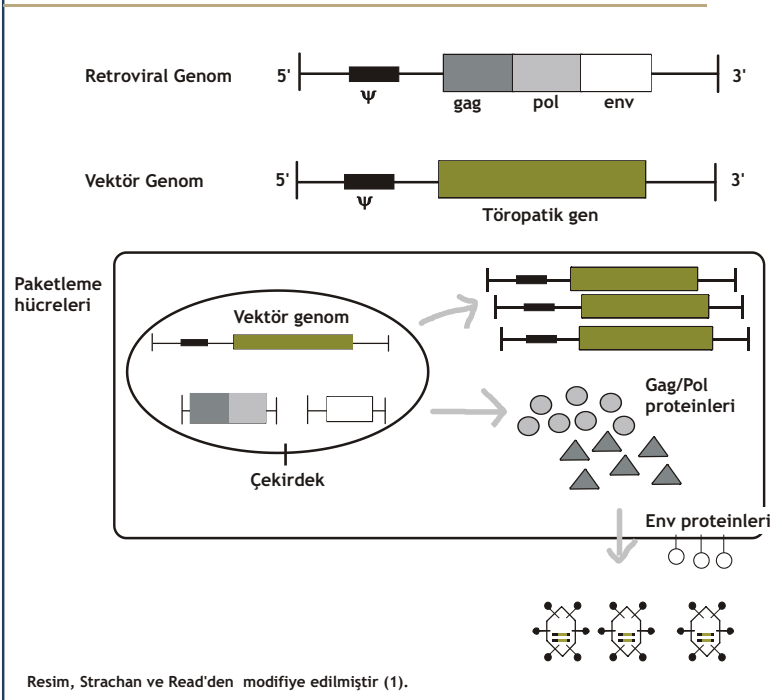 Retroviral Genom 5' 3'
Ψ gag pol env
Vektör Genom 5' 3'
Ψ Töropatik gen
Paketleme
hücreleri
Vektör genom
Gag/Pol
proteinleri
Çekirdek
Env proteinleri
Resim, Strachan ve Read'den modifiye edilmiştir (1).